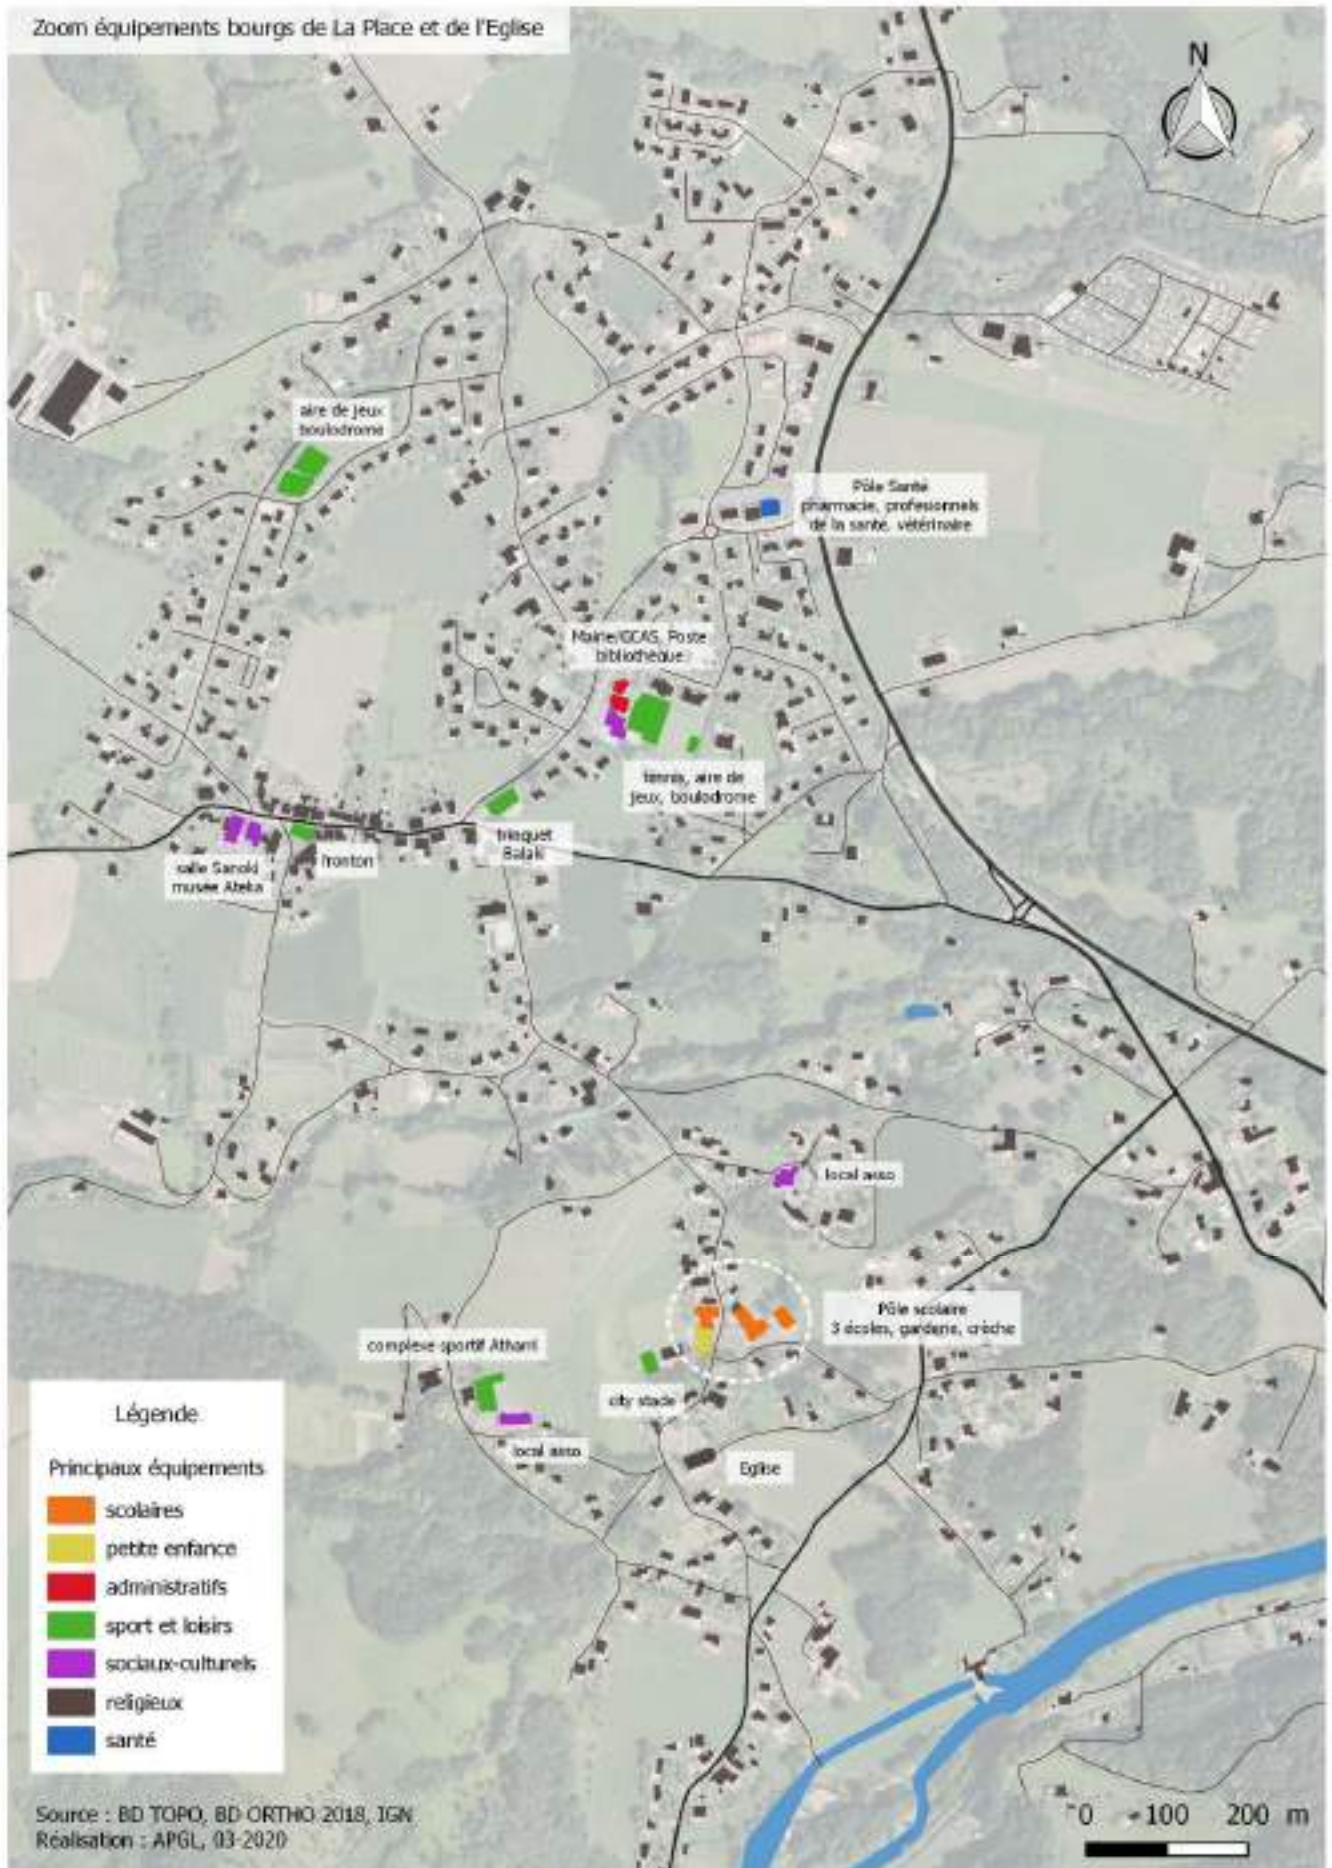 Zoom équipements bourgs de La Place et de l'Eglise
N
aire de jeux
boulodrome
Pôle Santé
pharmacie, profesionnels
de la santé, vétérinaire
Mairie/CCAS, Poste
bibliothèque
tennis, aire de
jeux, boulodrome
trinquet
Balaki
fronton
salle Sanoki
musée Ateka
local asso
Pôle scolaire
3 écoles, garderie, crèche
complexe sportif Atharri
city stade
local asso
Eglise
Légende
Principaux équipements
scolaires
petite enfance
administratifs
sport et loisirs
sociaux-culturels
religieux
santé
Source : BD TOPO, BD ORTHO 2018, IGN
Réalisation : APGL, 03-2020
0 100 200 m